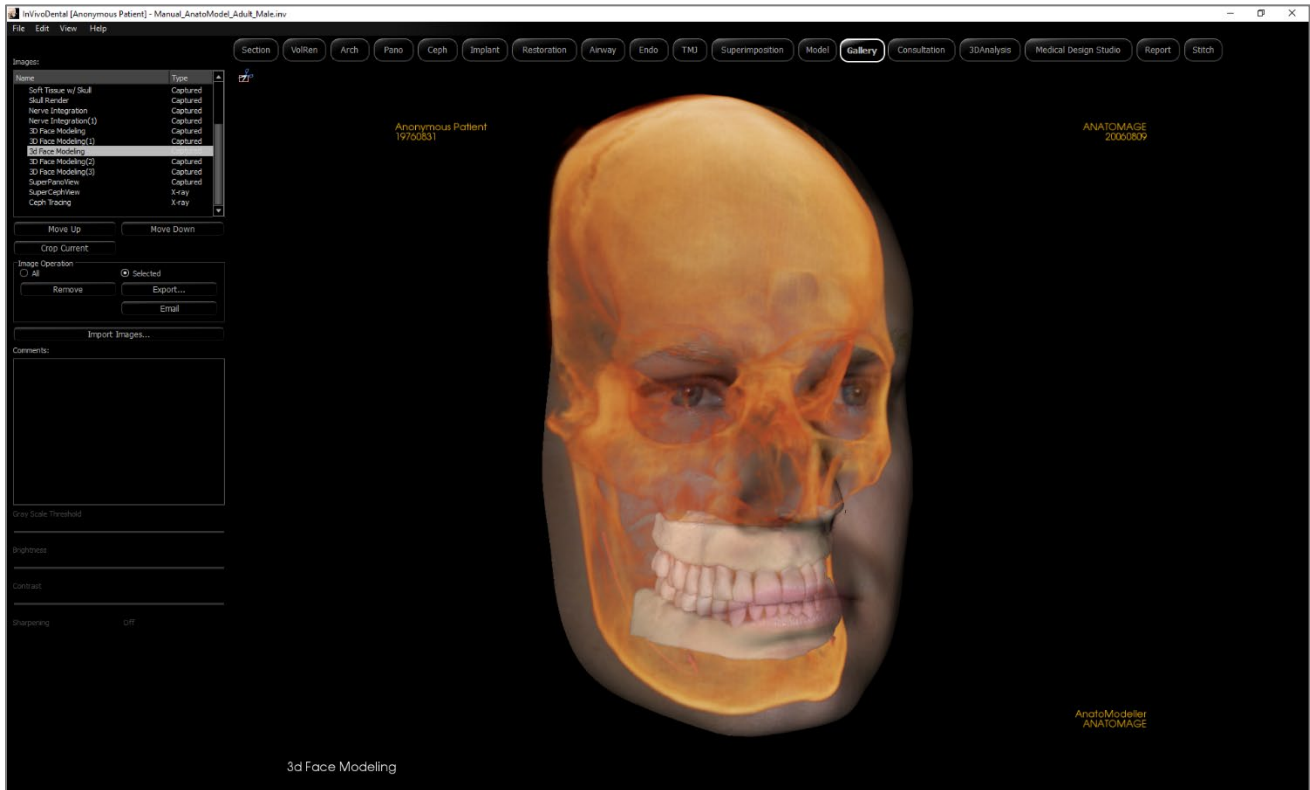 InVivoDental [Anonymous Patient] - Manual_AnatoModel_Adult_Male.inv
File Edit View Help
Section VolRen Arch Pano Ceph Implant Restoration Airway Endo TMJ Superimposition Model Gallery Consultation 3DAnalysis Medical Design Studio Report Stitch
Images:
Name Type
Soft Tissue w/ Skull Captured
Skull Render Captured
Nerve Integration Captured
Nerve Integration(1) Captured
3D Face Modeling Captured
3D Face Modeling(1) Captured
3d Face Modeling
3D Face Modeling(2) Captured
3D Face Modeling(3) Captured
SuperPanoView Captured
SuperCephView X-ray
Ceph Tracing X-ray
Move Up Move Down
Crop Current
Image Operation
All Selected
Remove Export...
Email
Import Images...
Comments:
Gray Scale Threshold
Brightness
Contrast
Sharpening Off
Anonymous Patient
19760831
ANATOMAGE
20060809
AnatoModeller
ANATOMAGE
3d Face Modeling